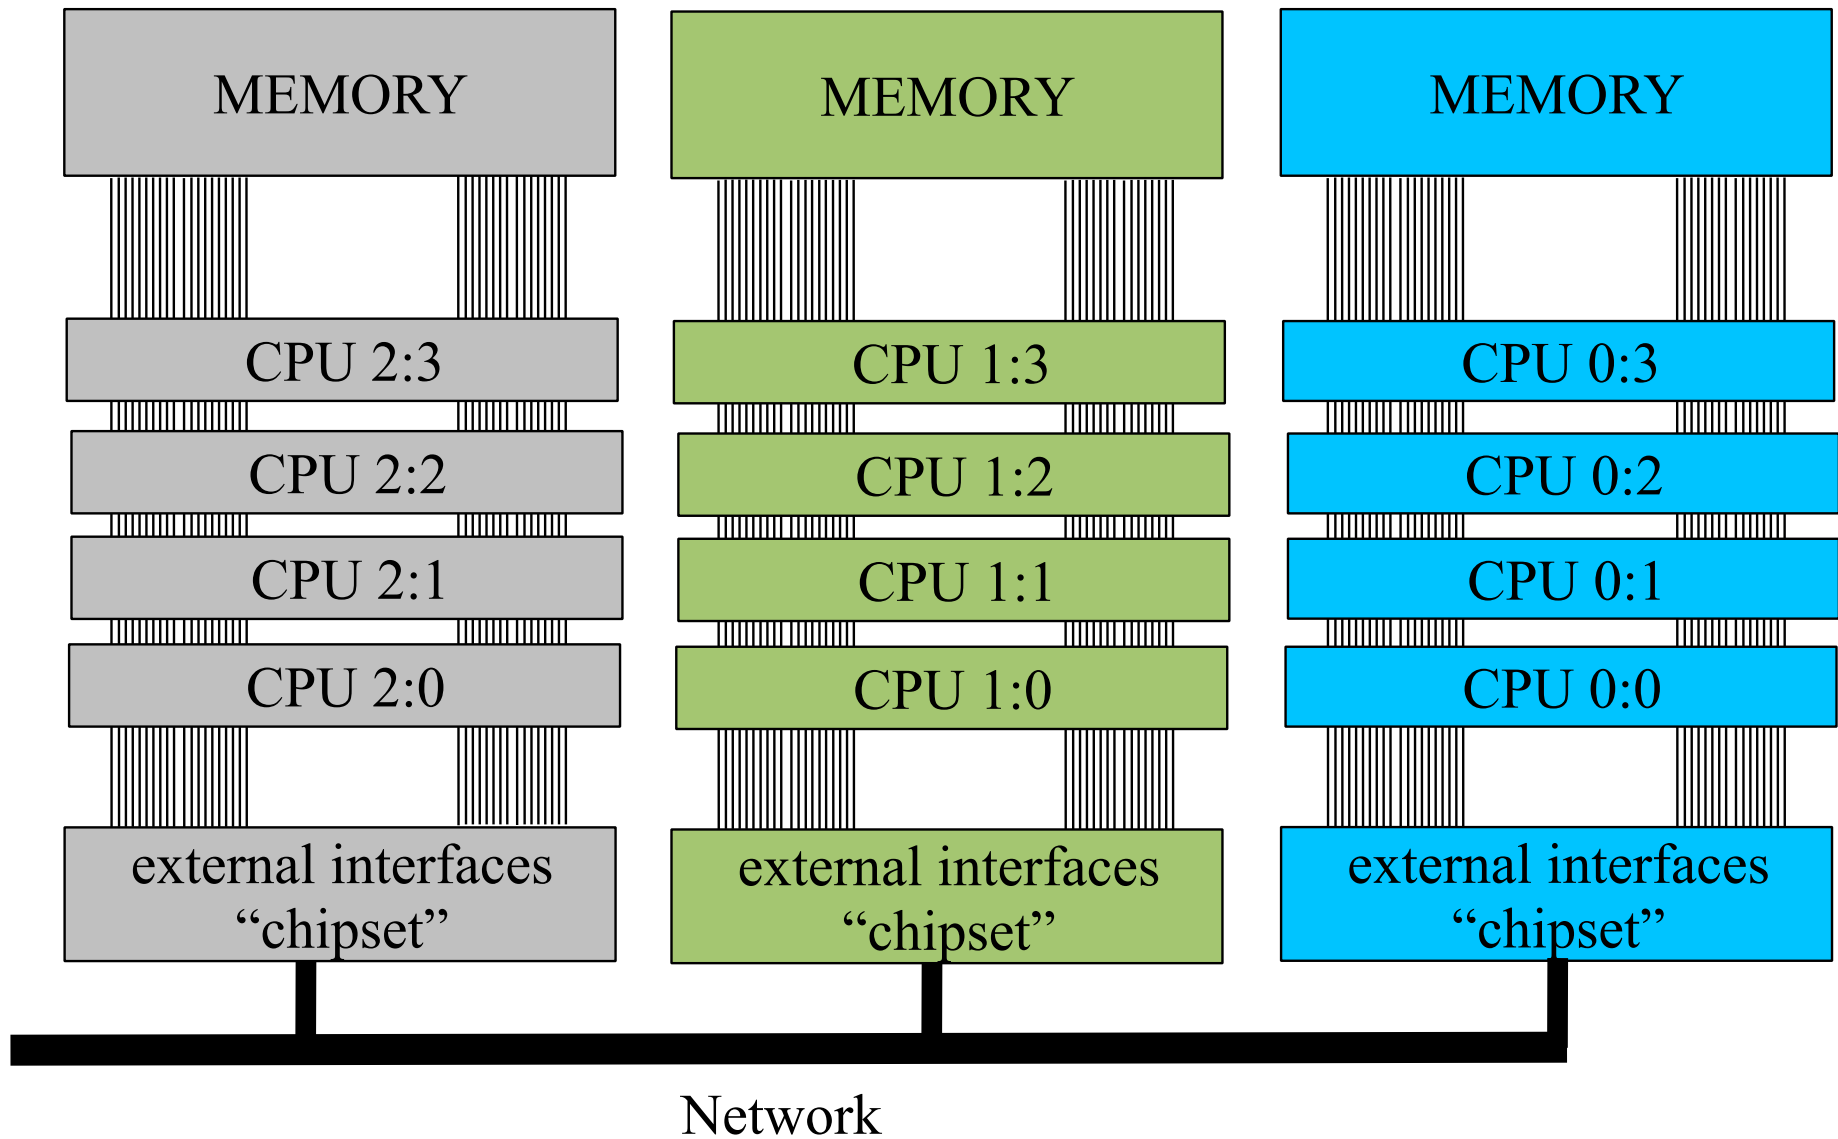 MEMORY
MEMORY
MEMORY
CPU 2:3
CPU 1:3
CPU 0:3
CPU 2:2
CPU 1:2
CPU 0:2
CPU 2:1
CPU 1:1
CPU 0:1
CPU 2:0
CPU 1:0
CPU 0:0
external interfaces
“chipset”
external interfaces
“chipset”
external interfaces
“chipset”
Network